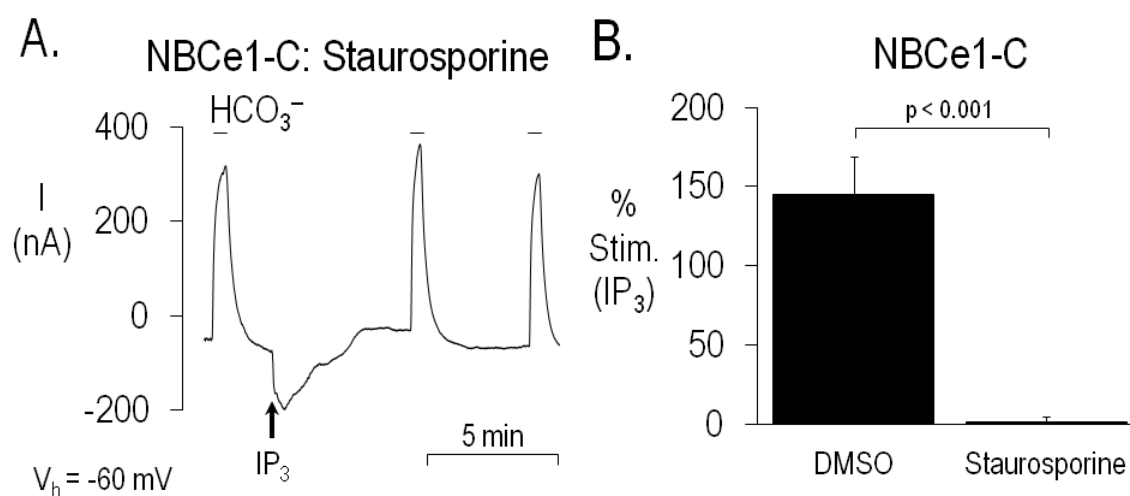 A.
NBCe1-C: Staurosporine
HCO₃⁻
400
200
0
-200
I
(nA)
IP₃
5 min
Vₕ = -60 mV
B.
NBCe1-C
p < 0.001
200
150
100
50
0
%
Stim.
(IP₃)
DMSO
Staurosporine